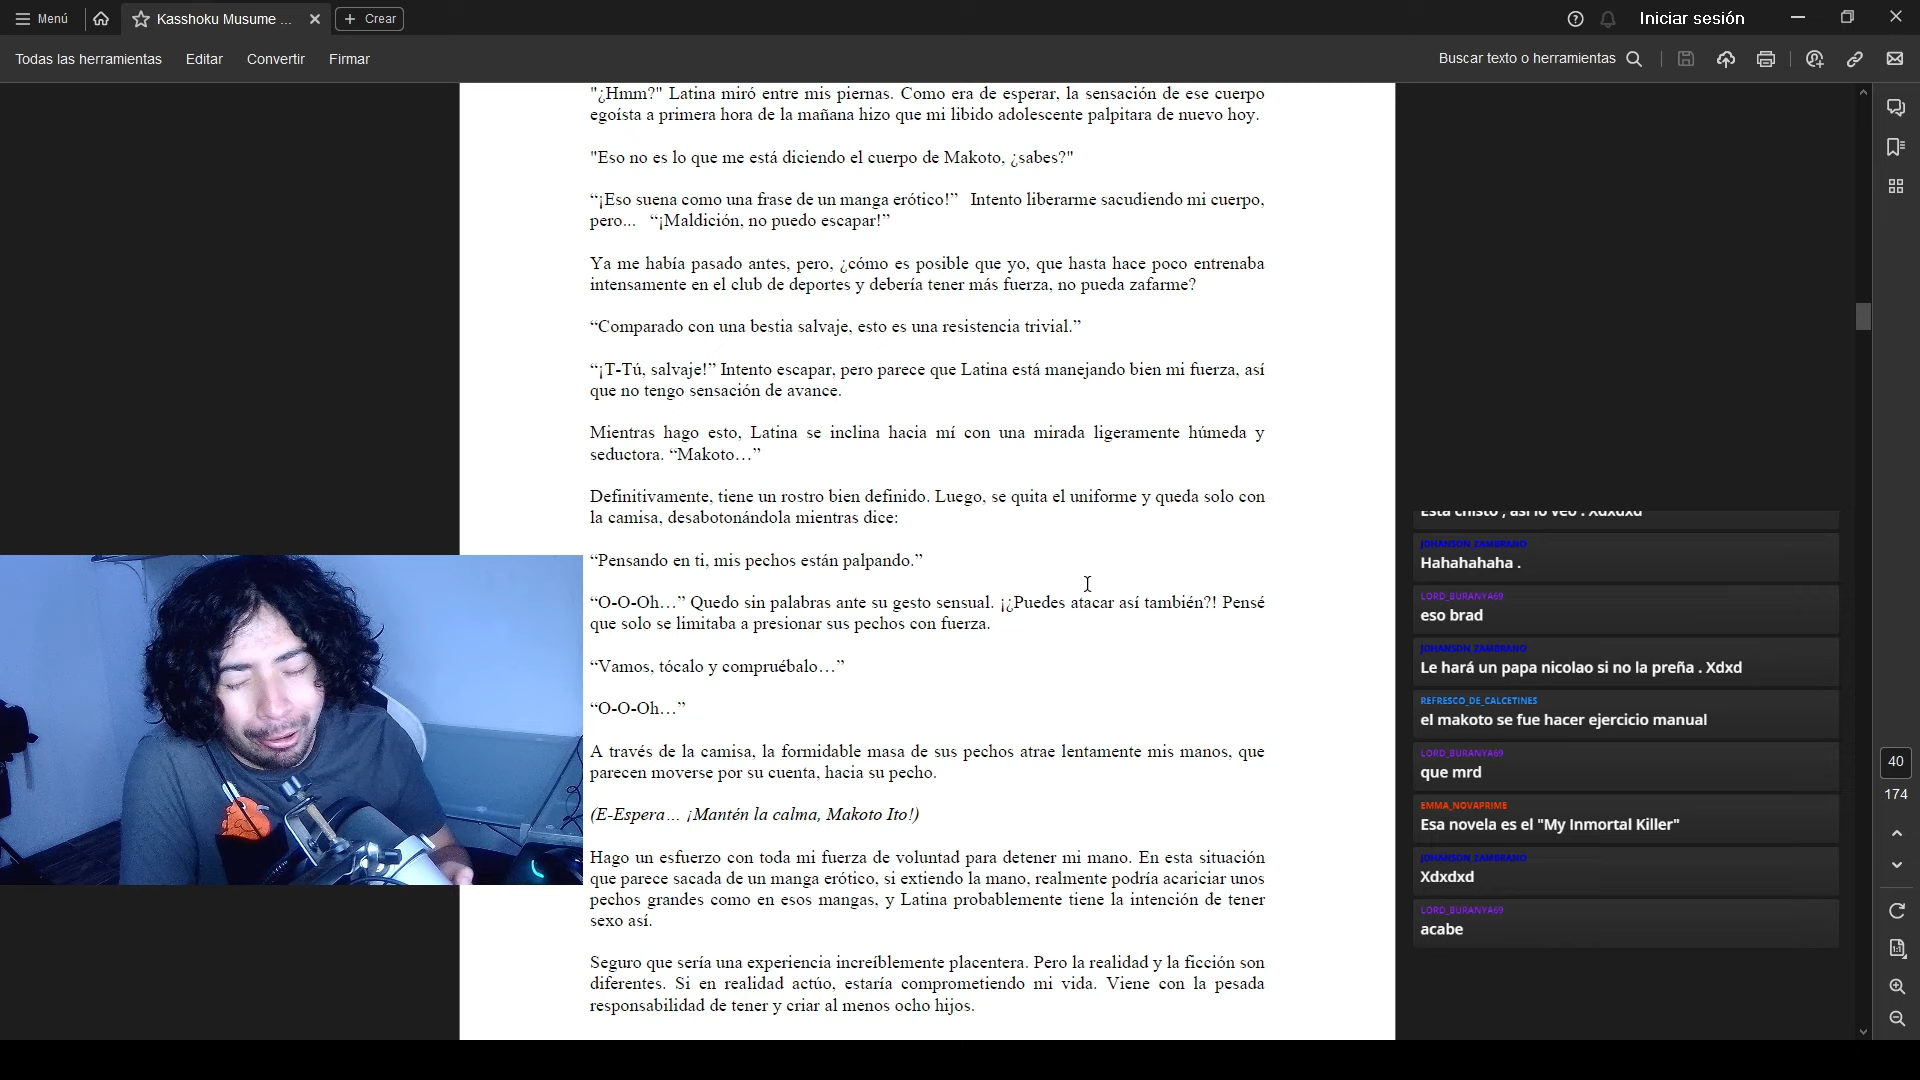 Menú
Kasshoku Musume ...
Crear
Iniciar sesión
Todas las herramientas
Editar
Convertir
Firmar
Buscar texto o herramientas
"¿Hmm?" Latina miró entre mis piernas. Como era de esperar, la sensación de ese cuerpo
egoísta a primera hora de la mañana hizo que mi libido adolescente palpitara de nuevo hoy.
"Eso no es lo que me está diciendo el cuerpo de Makoto, ¿sabes?"
“¡Eso suena como una frase de un manga erótico!” Intento liberarme sacudiendo mi cuerpo,
pero... “¡Maldición, no puedo escapar!”
Ya me había pasado antes, pero, ¿cómo es posible que yo, que hasta hace poco entrenaba
intensamente en el club de deportes y debería tener más fuerza, no pueda zafarme?
“Comparado con una bestia salvaje, esto es una resistencia trivial.”
“¡T-Tú, salvaje!” Intento escapar, pero parece que Latina está manejando bien mi fuerza, así
que no tengo sensación de avance.
Mientras hago esto, Latina se inclina hacia mí con una mirada ligeramente húmeda y
seductora. “Makoto…”
Definitivamente, tiene un rostro bien definido. Luego, se quita el uniforme y queda solo con
la camisa, desabotonándola mientras dice:
“Pensando en ti, mis pechos están palpando.”
“O-O-Oh…” Quedo sin palabras ante su gesto sensual. ¡¿Puedes atacar así también?! Pensé
que solo se limitaba a presionar sus pechos con fuerza.
“Vamos, tócalo y compruébalo…”
“O-O-Oh…”
A través de la camisa, la formidable masa de sus pechos atrae lentamente mis manos, que
parecen moverse por su cuenta, hacia su pecho.
(E-Espera… ¡Mantén la calma, Makoto Ito!)
Hago un esfuerzo con toda mi fuerza de voluntad para detener mi mano. En esta situación
que parece sacada de un manga erótico, si extiendo la mano, realmente podría acariciar unos
pechos grandes como en esos mangas, y Latina probablemente tiene la intención de tener
sexo así.
Seguro que sería una experiencia increíblemente placentera. Pero la realidad y la ficción son
diferentes. Si en realidad actúo, estaría comprometiendo mi vida. Viene con la pesada
responsabilidad de tener y criar al menos ocho hijos.
Esta chisto , asi lo veo . Xdxdxd
JOHANSON_ZAMBRANO
Hahahahaha .
LORD_BURANYA69
eso brad
JOHANSON_ZAMBRANO
Le hará un papa nicolao si no la preña . Xdxd
REFRESCO_DE_CALCETINES
el makoto se fue hacer ejercicio manual
LORD_BURANYA69
que mrd
EMMA_NOVAPRIME
Esa novela es el "My Inmortal Killer"
JOHANSON_ZAMBRANO
Xdxdxd
LORD_BURANYA69
acabe
40
174